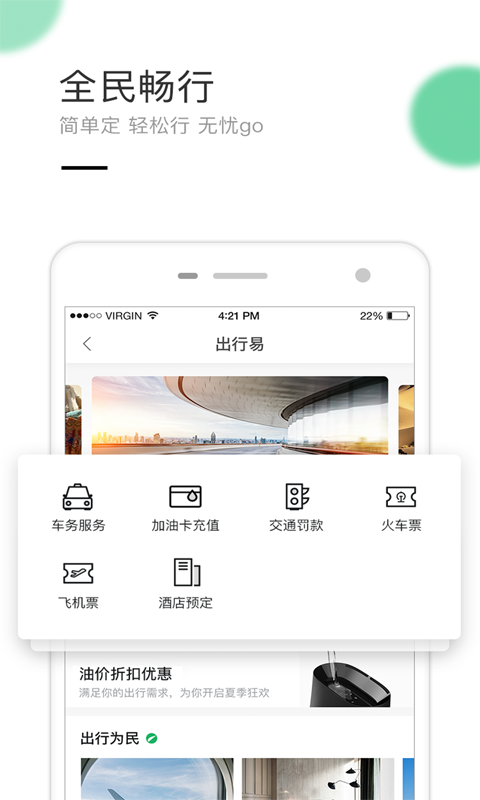 全民畅行
简单定 轻松行 无忧go
VIRGIN 4:21 PM 22%
出行易
车务服务 加油卡充值 交通罚款 火车票
飞机票 酒店预定
油价折扣优惠
满足你的出行需求，为你开启夏季狂欢
出行为民